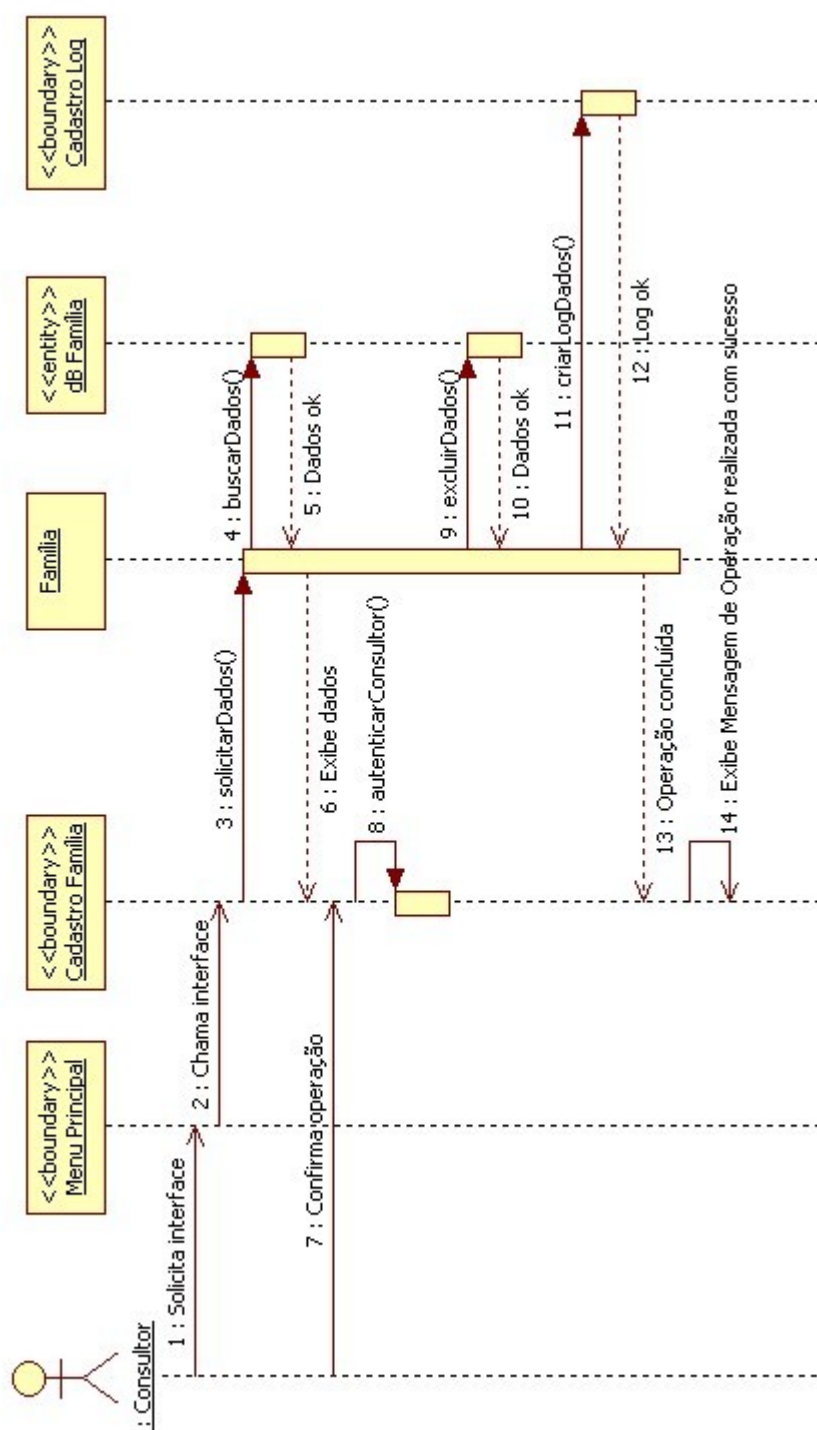 : Consultor
<<boundary>>
Menu Principal
<<boundary>>
Cadastro Família
Família
<<entity>>
dB Família
<<boundary>>
Cadastro Log
1 : Solicita interface
2 : Chama interface
3 : solicitarDados()
4 : buscarDados()
5 : Dados ok
6 : Exibe dados
7 : Confirma operação
8 : autenticarConsultor()
9 : excluirDados()
10 : Dados ok
11 : criarLogDados()
12 : Log ok
13 : Operação concluída
14 : Exibe Mensagem de Operação realizada com sucesso